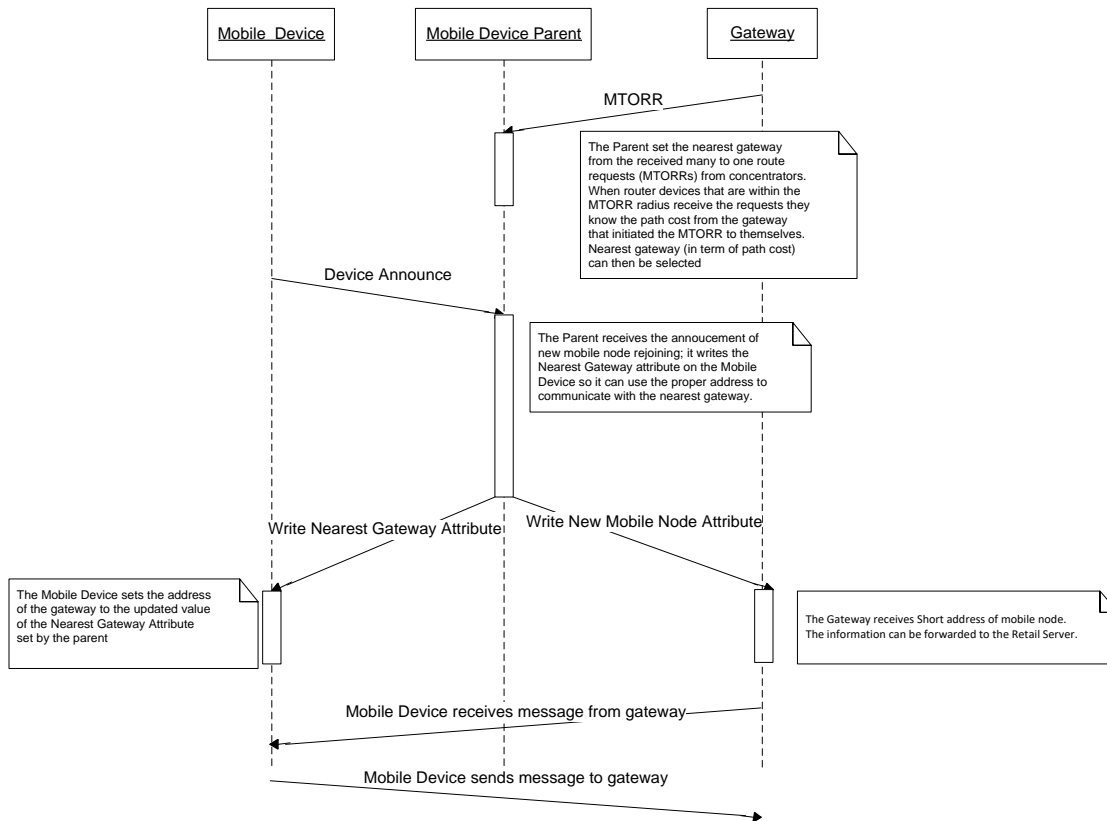 Mobile Device
Mobile Device Parent
Gateway
MTORR
The Parent set the nearest gateway
from the received many to one route
requests (MTORRs) from concentrators.
When router devices that are within the
MTORR radius receive the requests they
know the path cost from the gateway
that initiated the MTORR to themselves.
Nearest gateway (in term of path cost)
can then be selected
Device Announce
The Parent receives the annoucement of
new mobile node rejoining; it writes the
Nearest Gateway attribute on the Mobile
Device so it can use the proper address to
communicate with the nearest gateway.
Write Nearest Gateway Attribute
Write New Mobile Node Attribute
The Mobile Device sets the address
of the gateway to the updated value
of the Nearest Gateway Attribute
set by the parent
The Gateway receives Short address of mobile node.
The information can be forwarded to the Retail Server.
Mobile Device receives message from gateway
Mobile Device sends message to gateway